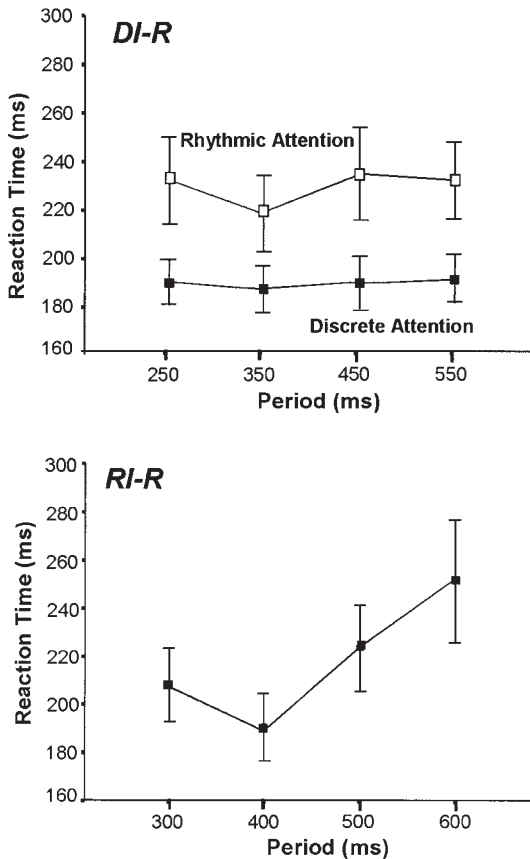 DI-R
Reaction Time (ms)
300
280
260
240
220
200
190
180
160
Rhythmic Attention
Discrete Attention
250 350 450 550
Period (ms)
RI-R
Reaction Time (ms)
300
280
260
240
220
200
180
160
300 400 500 600
Period (ms)